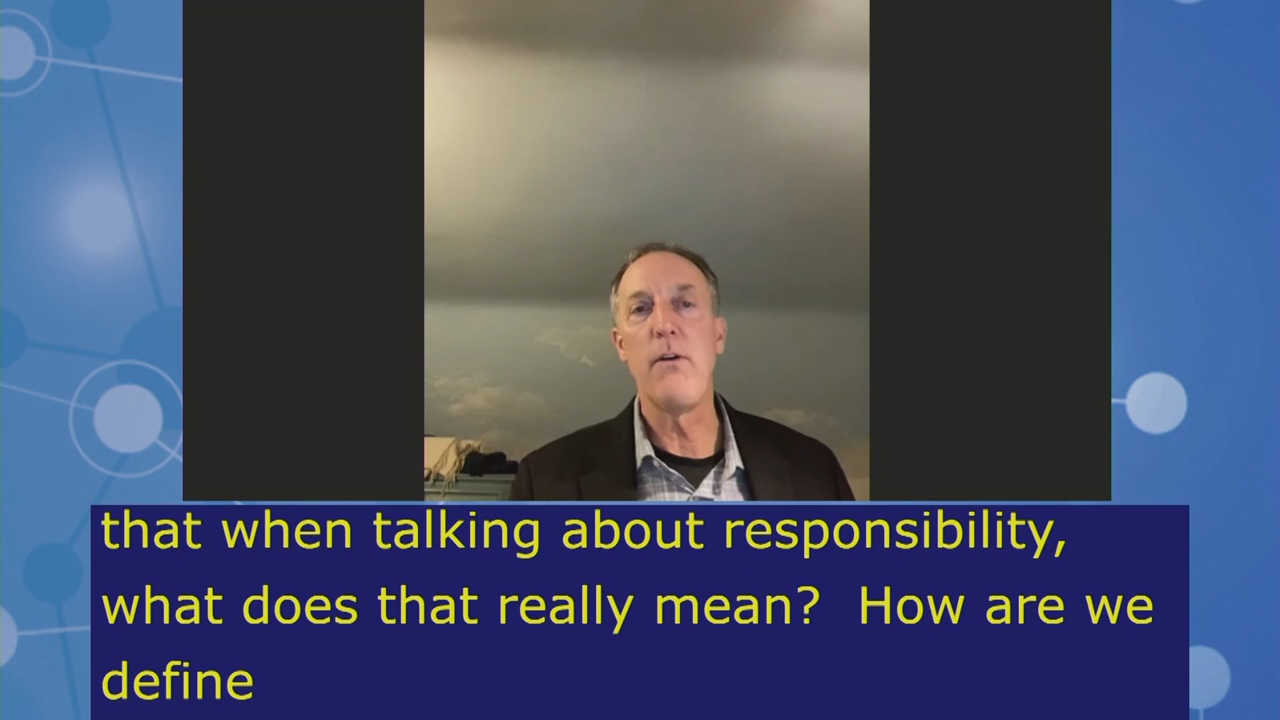 that when talking about responsibility,
what does that really mean?  How are we
define